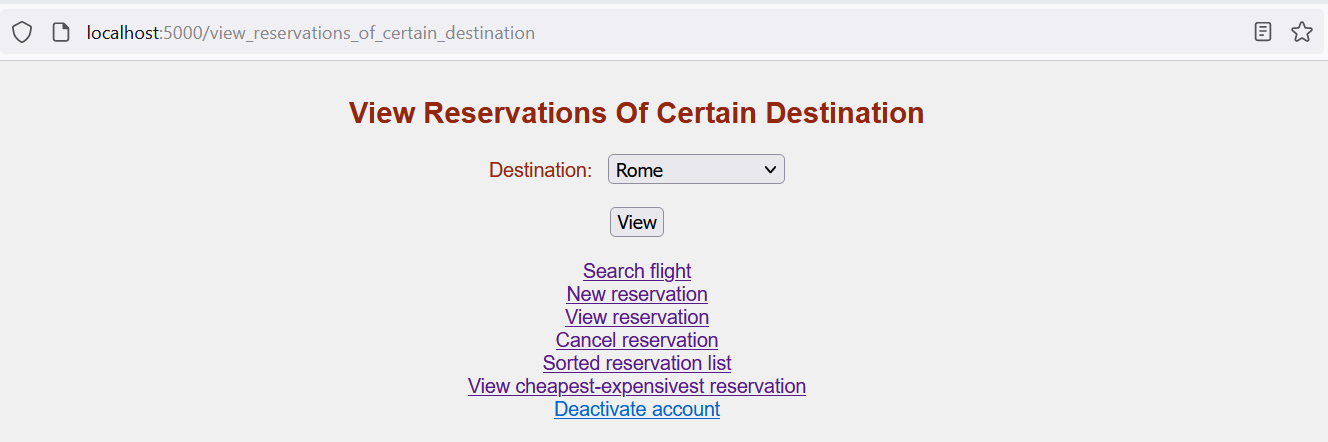 localhost:5000/view_reservations_of_certain_destination
View Reservations Of Certain Destination
Destination: Rome
View
Search flight
New reservation
View reservation
Cancel reservation
Sorted reservation list
View cheapest-expensivest reservation
Deactivate account